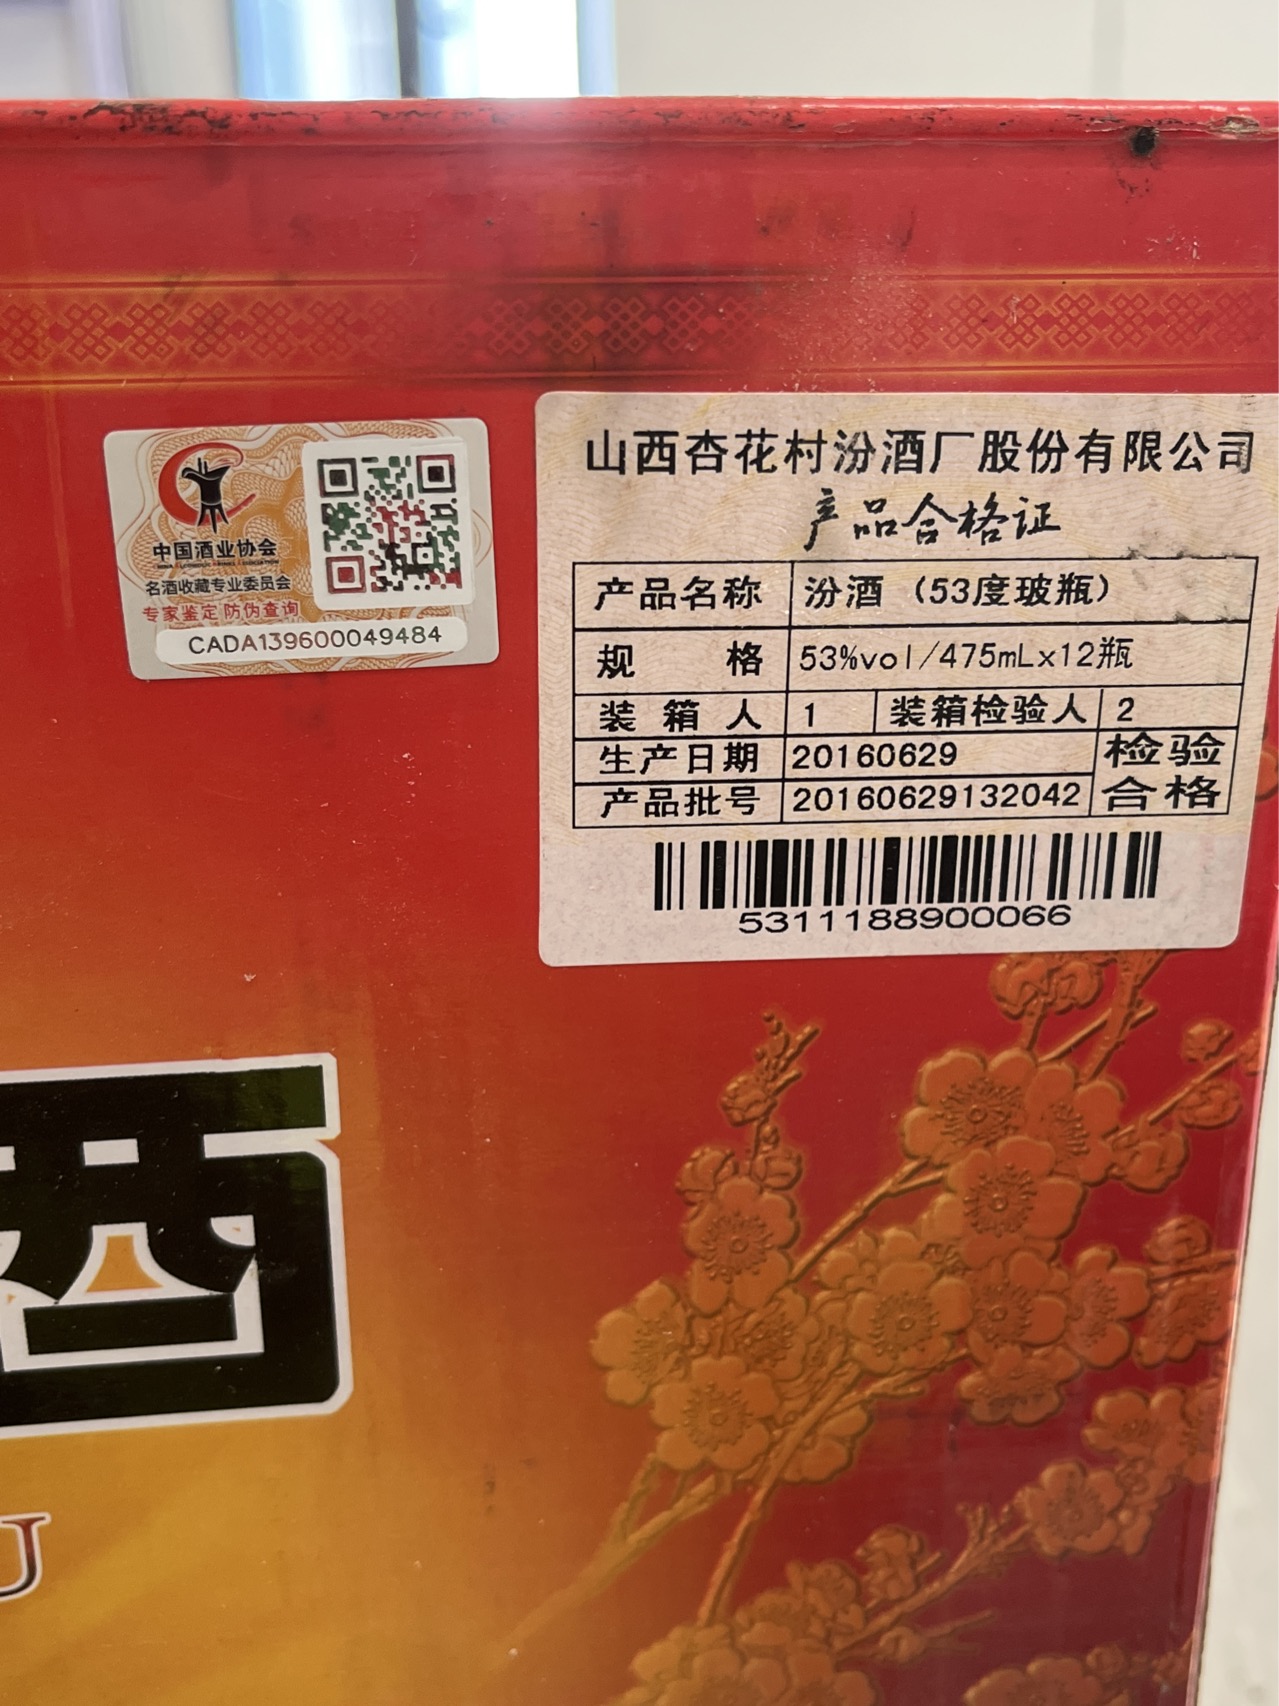 中国酒业协会
名酒收藏专业委员会
专家鉴定 防伪查询
CADA139600049484
山西杏花村汾酒厂股份有限公司
产品合格证
产品名称 汾酒（53度玻瓶）
规 格 53%vol/475mLx12瓶
装 箱 人 1 装箱检验人 2
生产日期 20160629 检验
产品批号 20160629132042 合格
5311188900066
酒
U